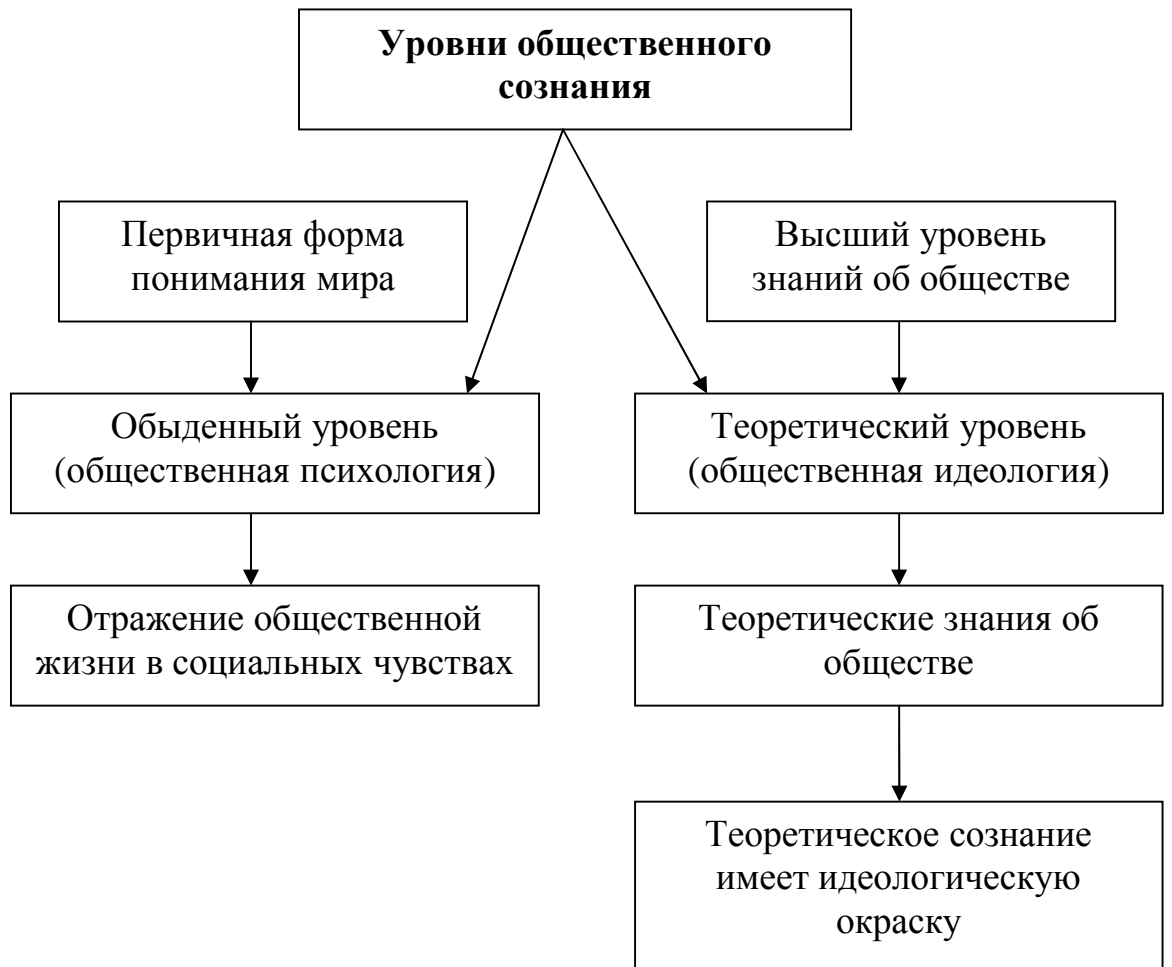 Уровни общественного
сознания
Первичная форма
понимания мира
Высший уровень
знаний об обществе
Обыденный уровень
(общественная психология)
Теоретический уровень
(общественная идеология)
Отражение общественной
жизни в социальных чувствах
Теоретические знания об
обществе
Теоретическое сознание
имеет идеологическую
окраску